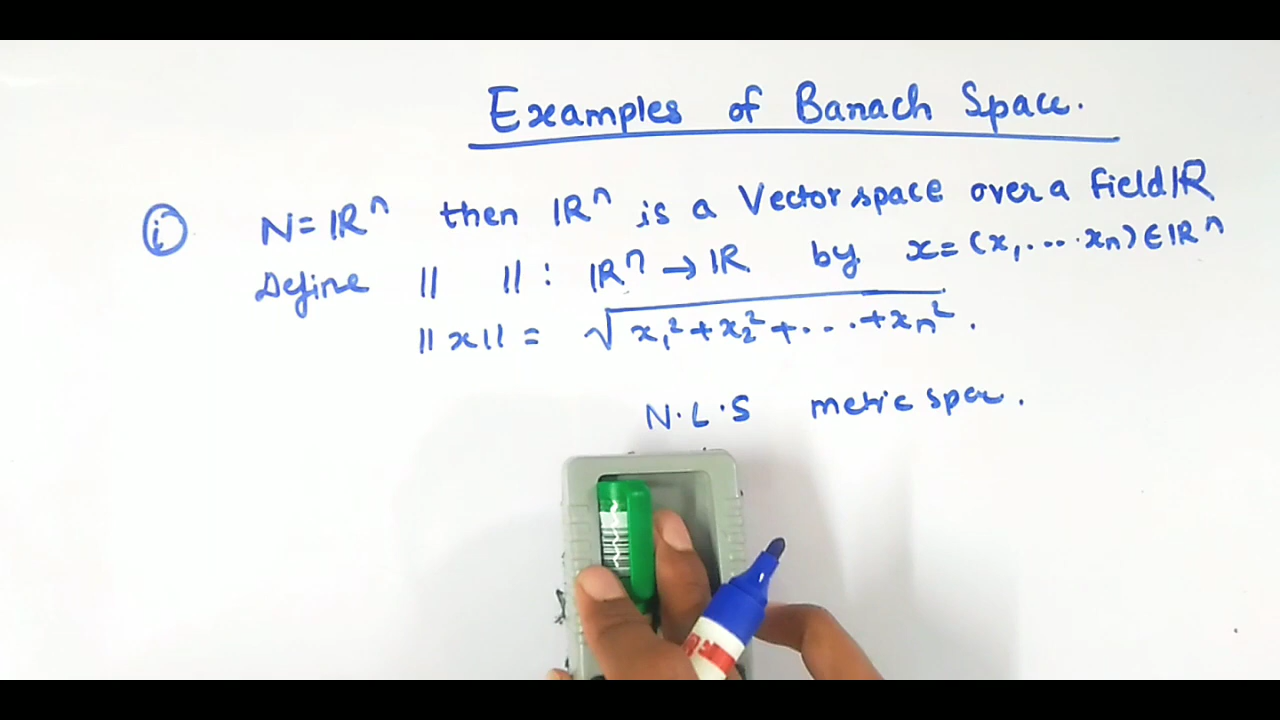 Examples of Banach Space.
i N=ℝⁿ then ℝⁿ is a Vector space over a field ℝ
Define || || : ℝⁿ → ℝ by x = (x₁, .... xₙ) ∈ ℝⁿ
||x|| = √x₁²+x₂²+....+xₙ² .
N.L.S metric space.